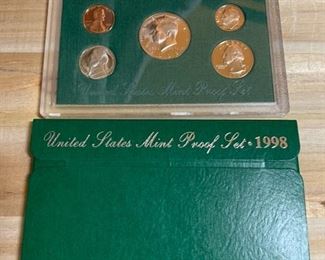 United States Mint Proof Set
United States Mint Proof Set • 1998